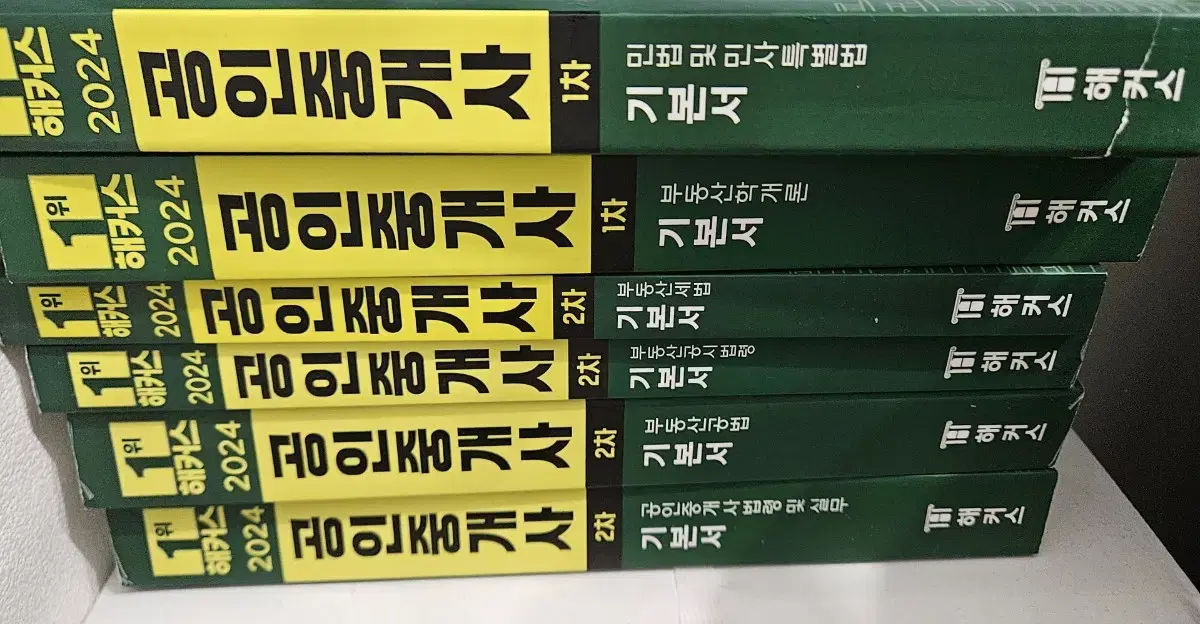 해커스
2024
공인중개사
1차
민법 및 민사특별법
기본서
해커스
1위
해커스
2024
공인중개사
1차
부동산학개론
기본서
해커스
1위
해커스
2024
공인중개사
2차
부동산세법
기본서
해커스
1위
해커스
2024
공인중개사
2차
부동산공시법령
기본서
해커스
1위
해커스
2024
공인중개사
2차
부동산공법
기본서
해커스
1위
해커스
2024
공인중개사
2차
공인중개사법령 및 실무
기본서
해커스